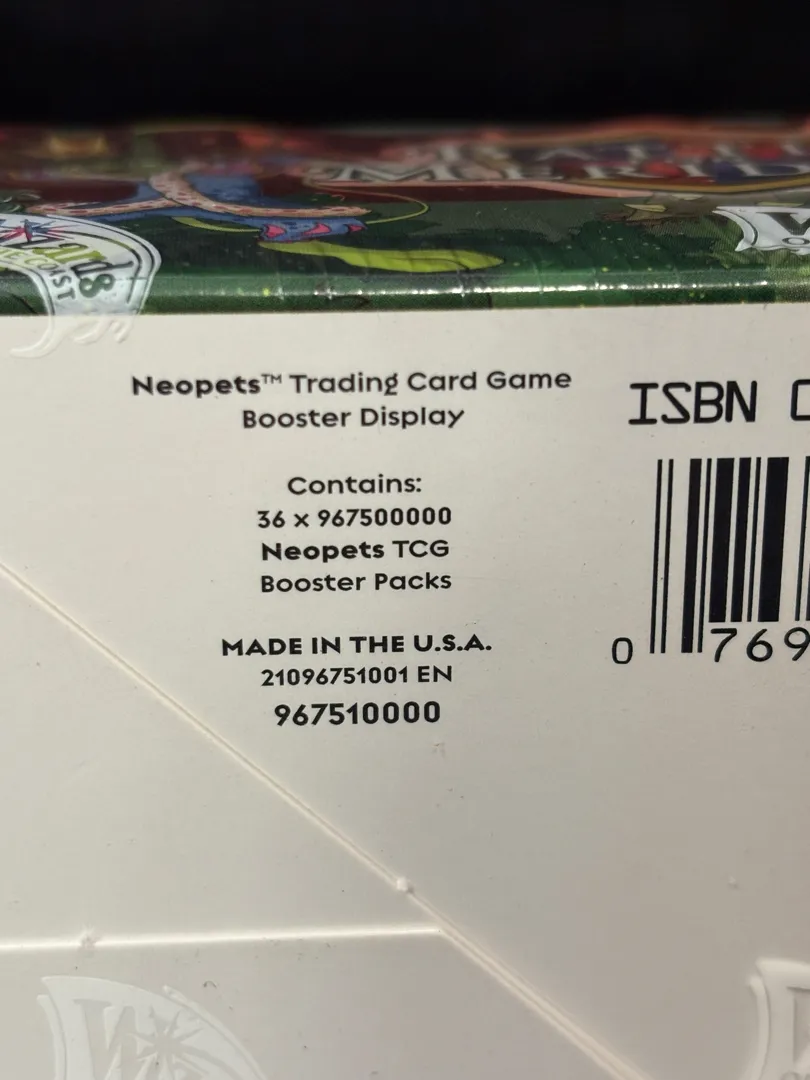 Neopets™ Trading Card Game
Booster Display
Contains:
36 x 967500000
Neopets TCG
Booster Packs
MADE IN THE U.S.A.
21096751001 EN
967510000
ISBN
0 769